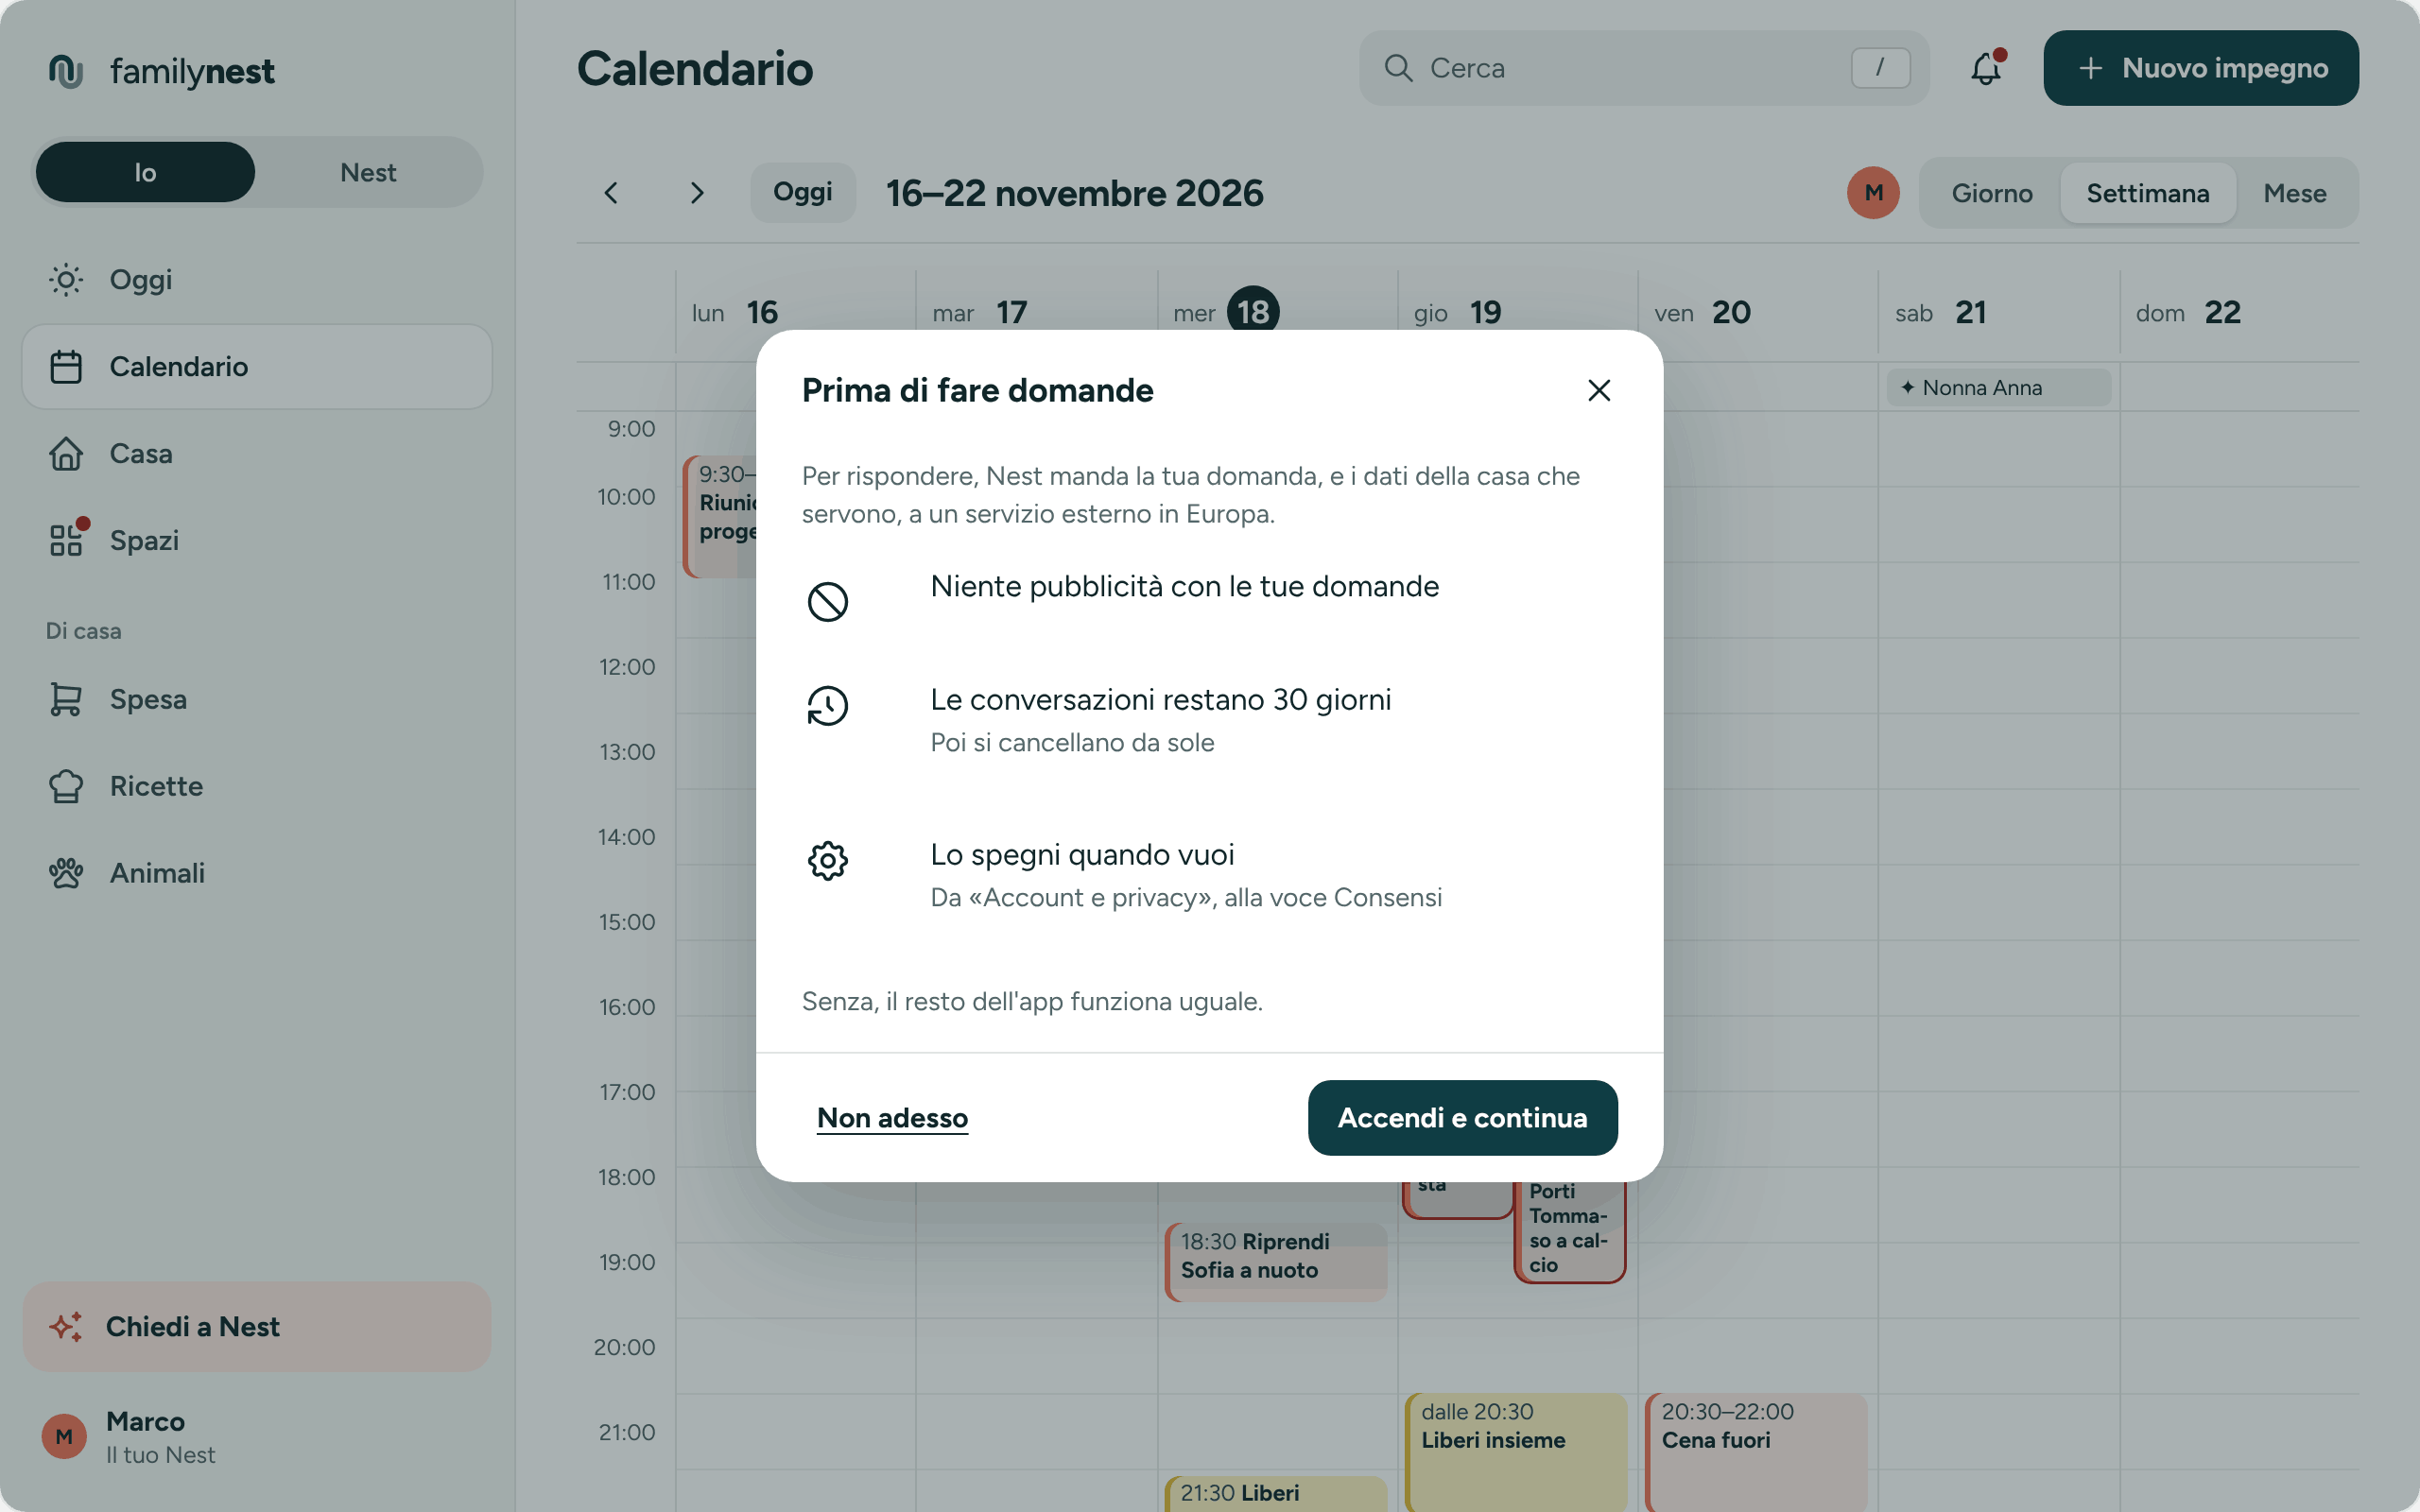 familynest
Io
Nest
Oggi
Calendario
Casa
Spazi
Di casa
Spesa
Ricette
Animali
Chiedi a Nest
M
Marco
Il tuo Nest
Calendario
Cerca
/
Nuovo impegno
Oggi
16–22 novembre 2026
M
Giorno
Settimana
Mese
lun 16
mar 17
mer 18
gio 19
ven 20
sab 21
dom 22
Nonna Anna
9:00
10:00
11:00
12:00
13:00
14:00
15:00
16:00
17:00
18:00
19:00
20:00
21:00
9:30–
Prima di fare domande
Per rispondere, Nest manda la tua domanda, e i dati della casa che
servono, a un servizio esterno in Europa.
Niente pubblicità con le tue domande
Le conversazioni restano 30 giorni
Poi si cancellano da sole
Lo spegni quando vuoi
Da «Account e privacy», alla voce Consensi
Senza, il resto dell'app funziona uguale.
Non adesso
Accendi e continua
sta
Porti
Tomma-
so a cal-
cio
18:30 Riprendi
Sofia a nuoto
dalle 20:30
Liberi insieme
20:30–22:00
Cena fuori
21:30 Liberi